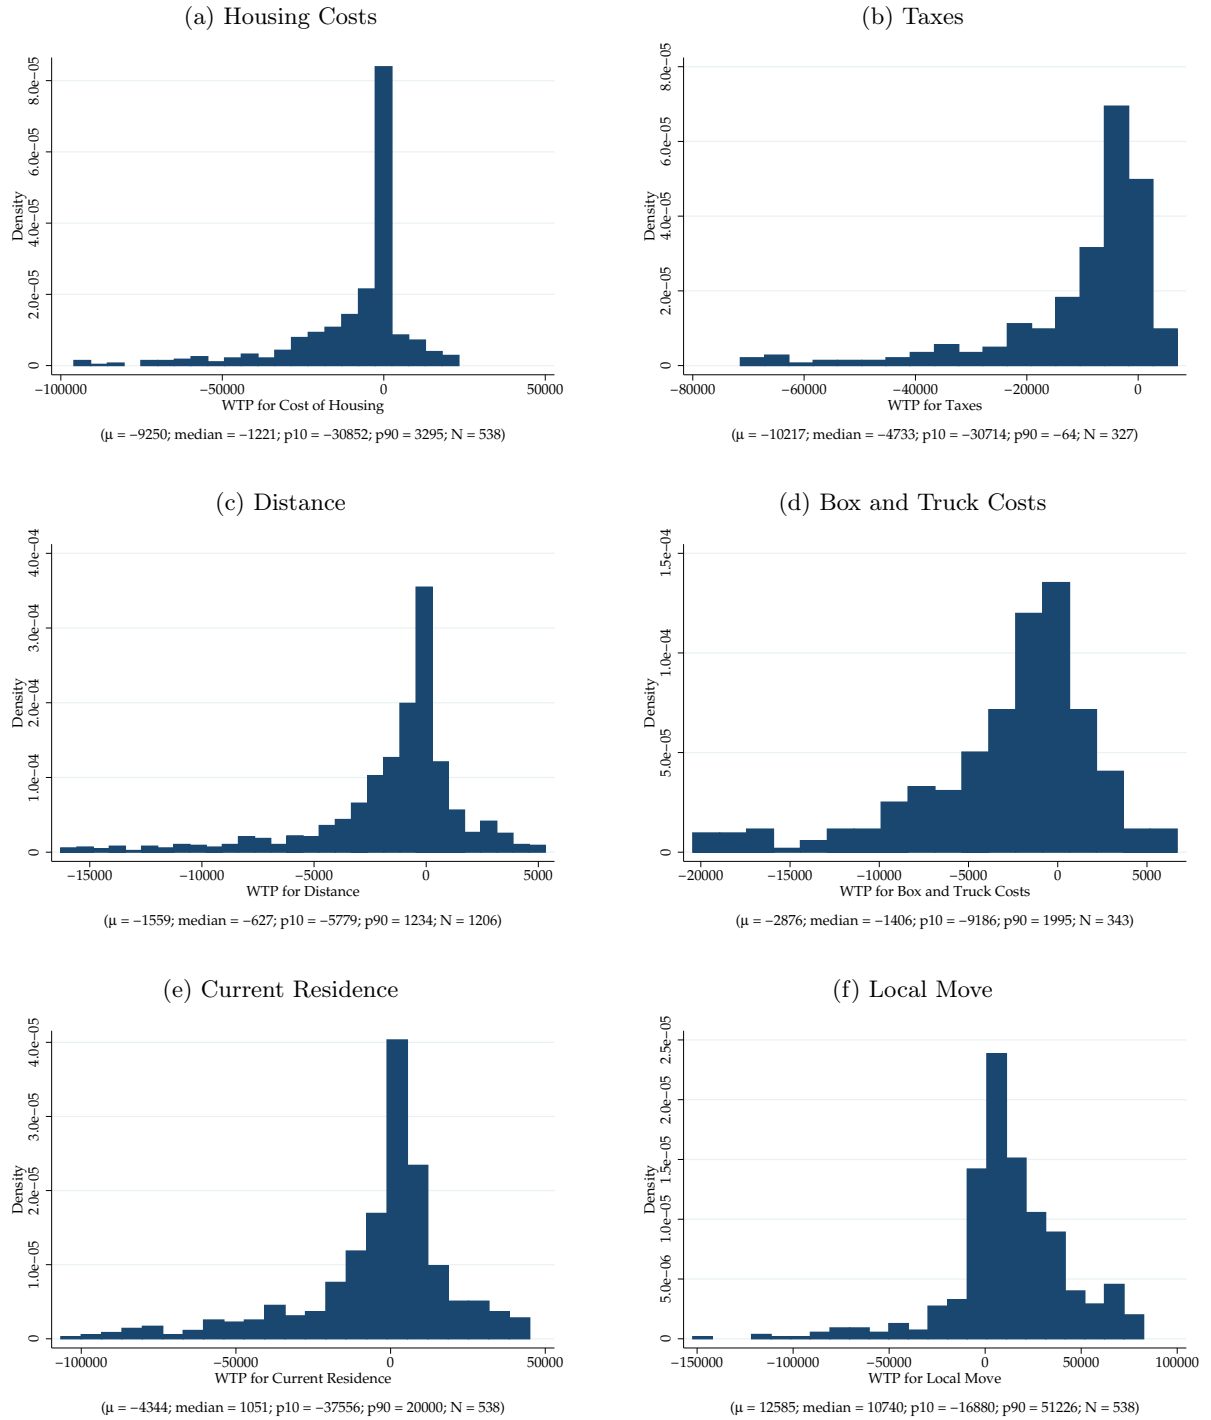 (a) Housing Costs
Density
8.0e−05
6.0e−05
4.0e−05
2.0e−05
0
−100000 −50000 0 50000
WTP for Cost of Housing
(μ = −9250; median = −1221; p10 = −30852; p90 = 3295; N = 538)
(b) Taxes
Density
8.0e−05
6.0e−05
4.0e−05
2.0e−05
0
−80000 −60000 −40000 −20000 0
WTP for Taxes
(μ = −10217; median = −4733; p10 = −30714; p90 = −64; N = 327)
(c) Distance
Density
4.0e−04
3.0e−04
2.0e−04
1.0e−04
0
−15000 −10000 −5000 0 5000
WTP for Distance
(μ = −1559; median = −627; p10 = −5779; p90 = 1234; N = 1206)
(d) Box and Truck Costs
Density
1.5e−04
1.0e−04
5.0e−05
0
−20000 −15000 −10000 −5000 0 5000
WTP for Box and Truck Costs
(μ = −2876; median = −1406; p10 = −9186; p90 = 1995; N = 343)
(e) Current Residence
Density
4.0e−05
3.0e−05
2.0e−05
1.0e−05
0
−100000 −50000 0 50000
WTP for Current Residence
(μ = −4344; median = 1051; p10 = −37556; p90 = 20000; N = 538)
(f) Local Move
Density
2.5e−05
2.0e−05
1.5e−05
1.0e−05
5.0e−06
0
−150000 −100000 −50000 0 50000 100000
WTP for Local Move
(μ = 12585; median = 10740; p10 = −16880; p90 = 51226; N = 538)